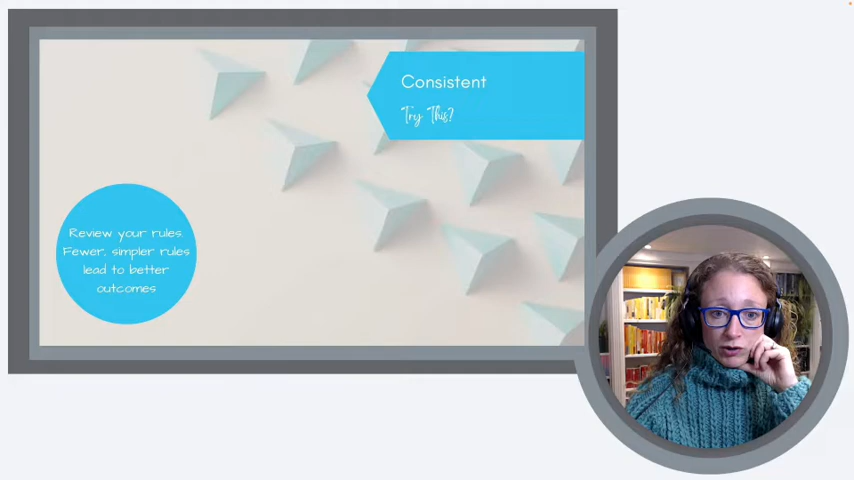 Consistent
Try This?
Review your rules.
Fewer, simpler rules
lead to better
outcomes